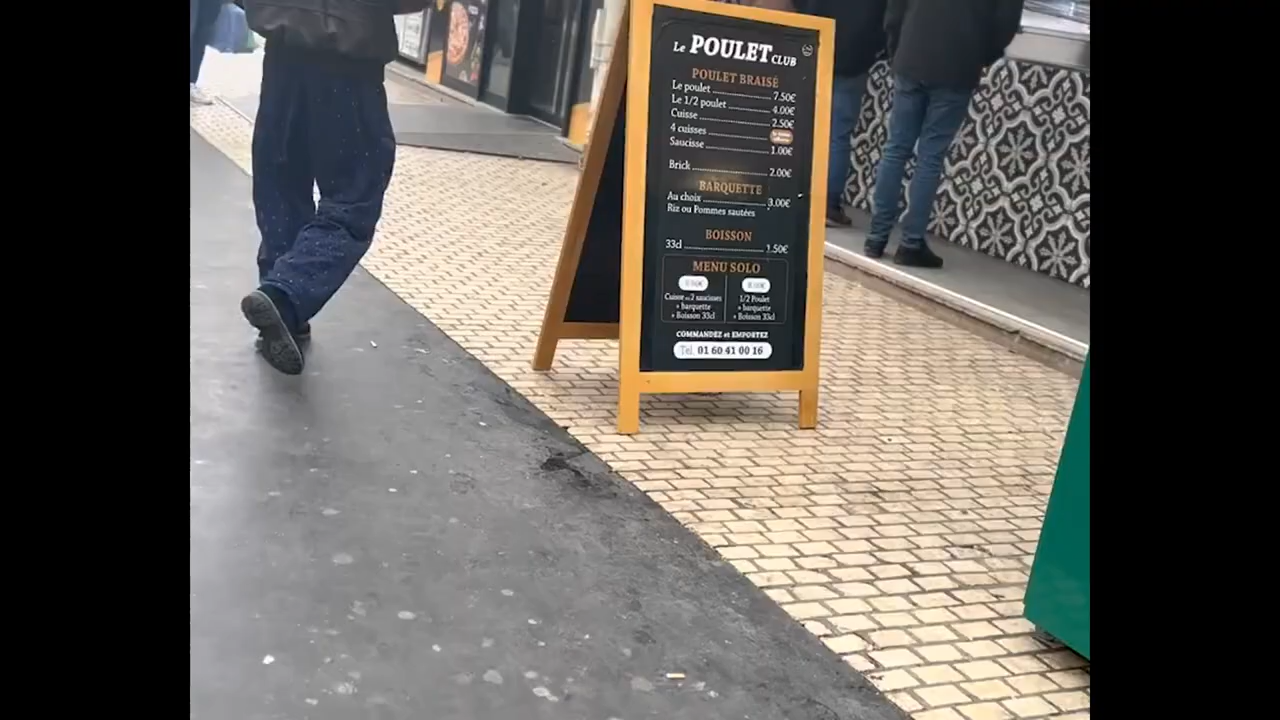 Le POULET CLUB
POULET BRAISÉ
Le poulet ........ 7.50€
Le 1/2 poulet ........ 4.00€
Cuisse ........ 2.50€
4 cuisses ........
Saucisse ........ 1.00€
Brick ........ 2.00€
BARQUETTE
Au choix ........ 3.00€
Riz ou Pommes sautées
BOISSON
33cl ........ 1.50€
MENU SOLO
Cuisse ou 2 saucisses
+ barquette
+ Boisson 33cl
8.00€
1/2 Poulet
+ barquette
+ Boisson 33cl
COMMANDEZ et EMPORTEZ
Tel. 01 60 41 00 16